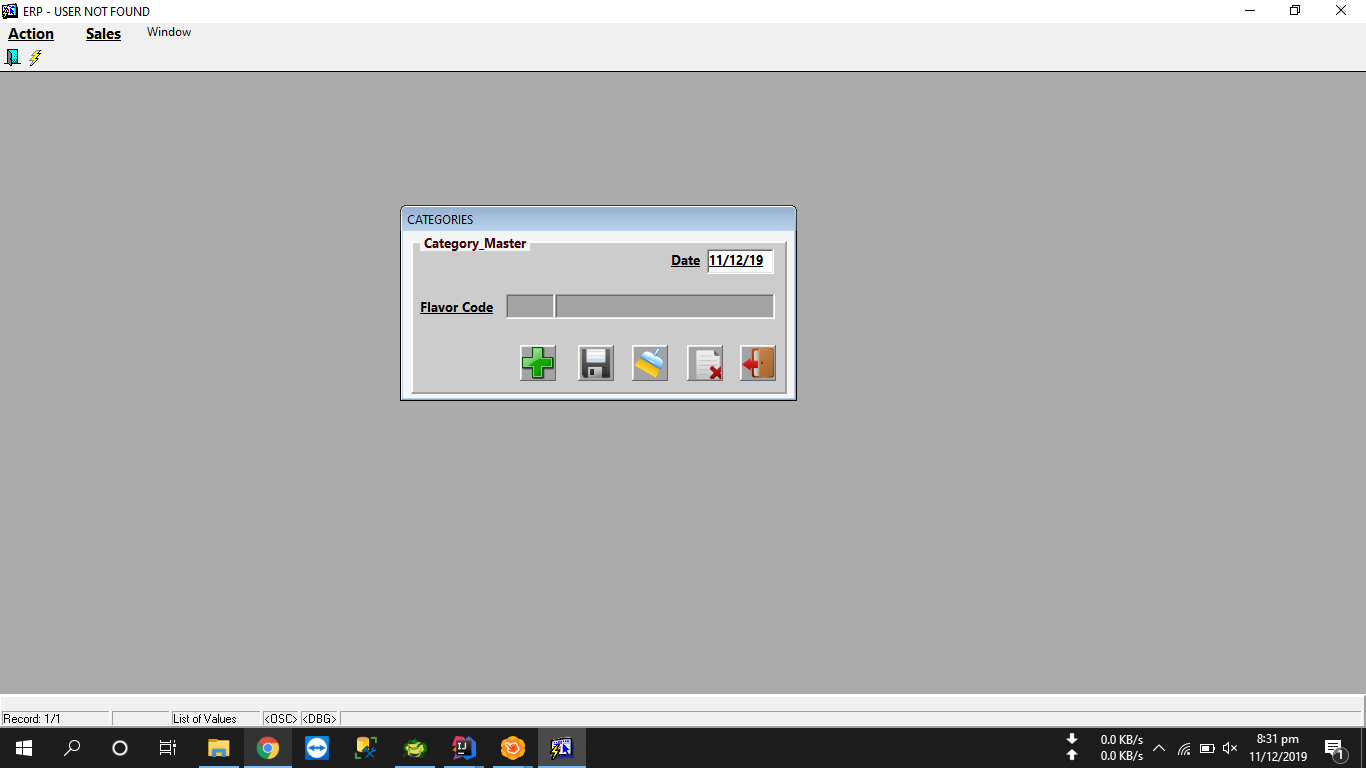 ERP - USER NOT FOUND
Action Sales Window
CATEGORIES
Category_Master
Date 11/12/19
Flavor Code
Record: 1/1 List of Values <OSC> <DBG>
0.0 KB/s 8:31 pm
0.0 KB/s 11/12/2019 1